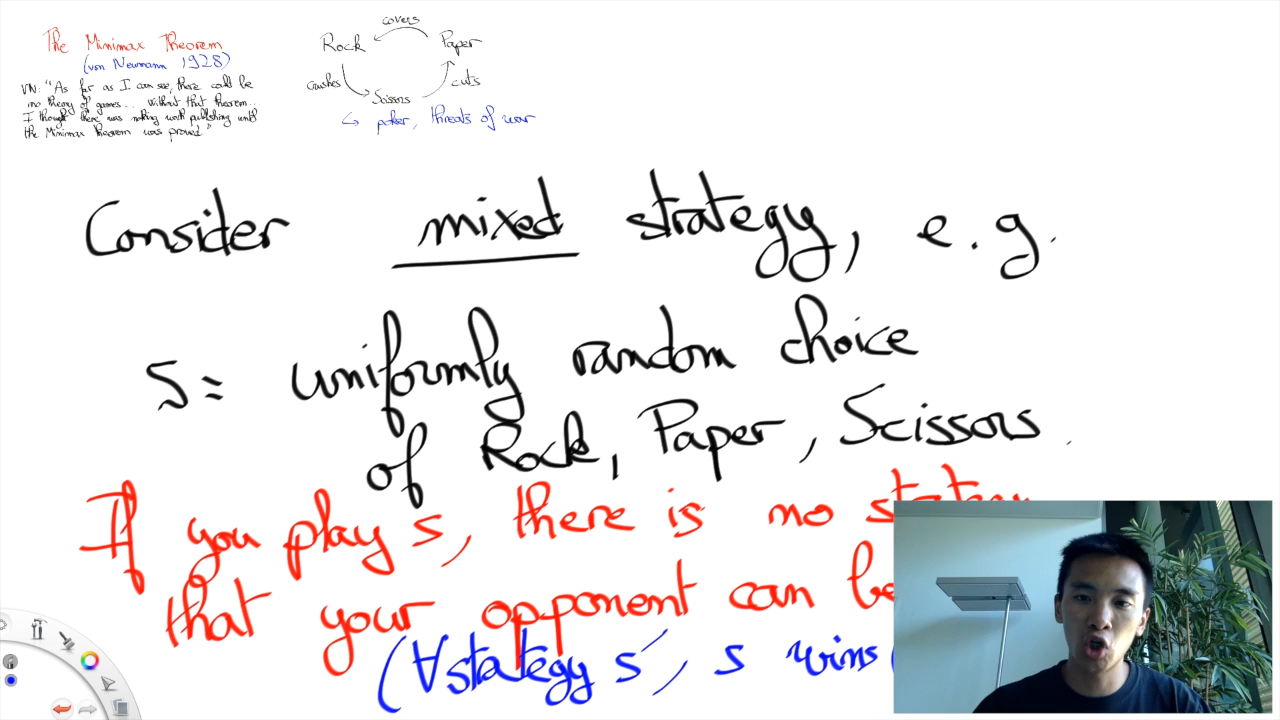 The Minimax Theorem
(von Neumann 1928)
VN: "As far as I can see, there could be
no theory of games... without that theorem...
I thought there was nothing worth publishing until
the Minimax Theorem was proved"
covers
Rock
Paper
crushes
cuts
Scissors
↳ poker, threats of war
Consider mixed strategy, e.g.
s = uniformly random choice
of Rock, Paper, Scissors.
If you play s, there is no
that your opponent can
(∀stategy s', s wins